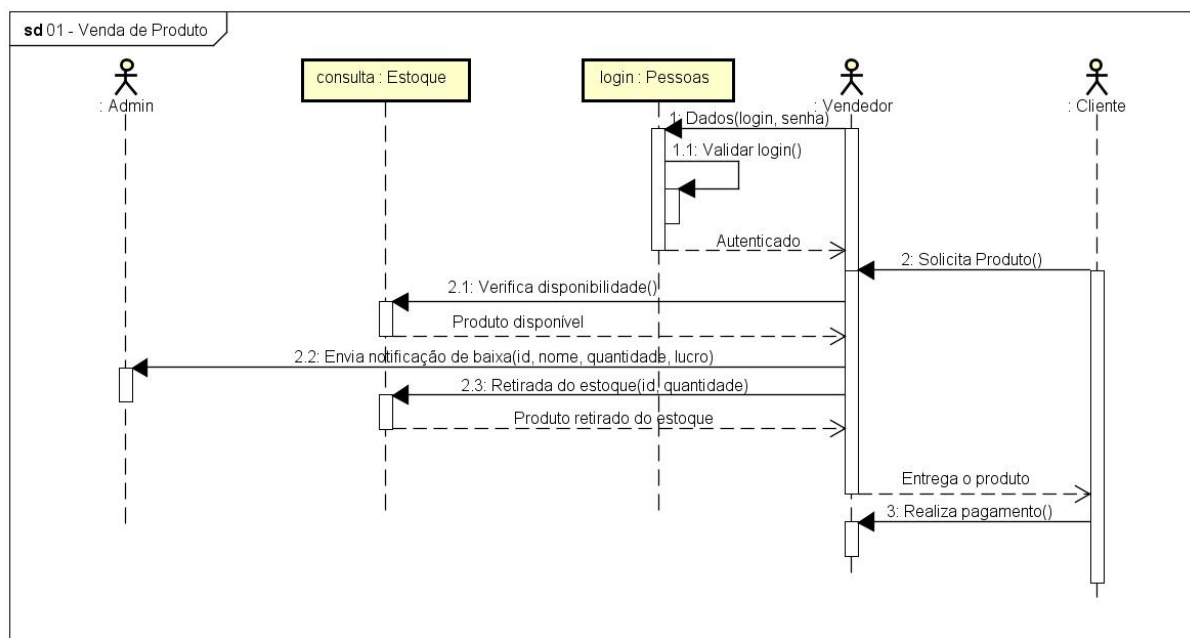 sd 01 - Venda de Produto
: Admin
consulta : Estoque
login : Pessoas
: Vendedor
: Cliente
1: Dados(login, senha)
1.1: Validar login()
Autenticado
2: Solicita Produto()
2.1: Verifica disponibilidade()
Produto disponível
2.2: Envia notificação de baixa(id, nome, quantidade, lucro)
2.3: Retirada do estoque(id, quantidade)
Produto retirado do estoque
Entrega o produto
3: Realiza pagamento()